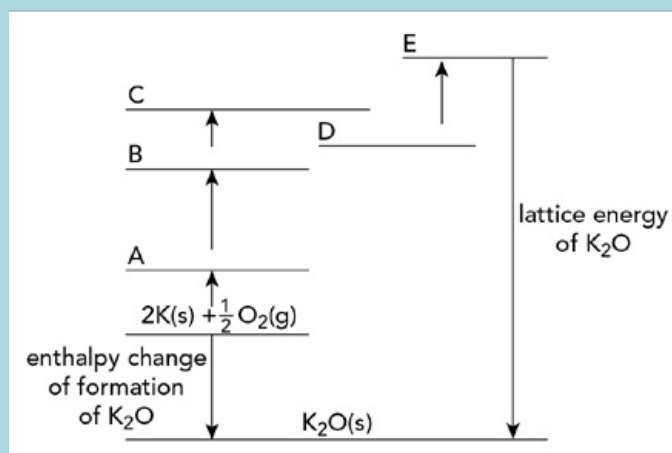 E
C
D
B
lattice energy
of K₂O
A
2K(s) + ½ O₂(g)
enthalpy change
of formation
of K₂O
K₂O(s)